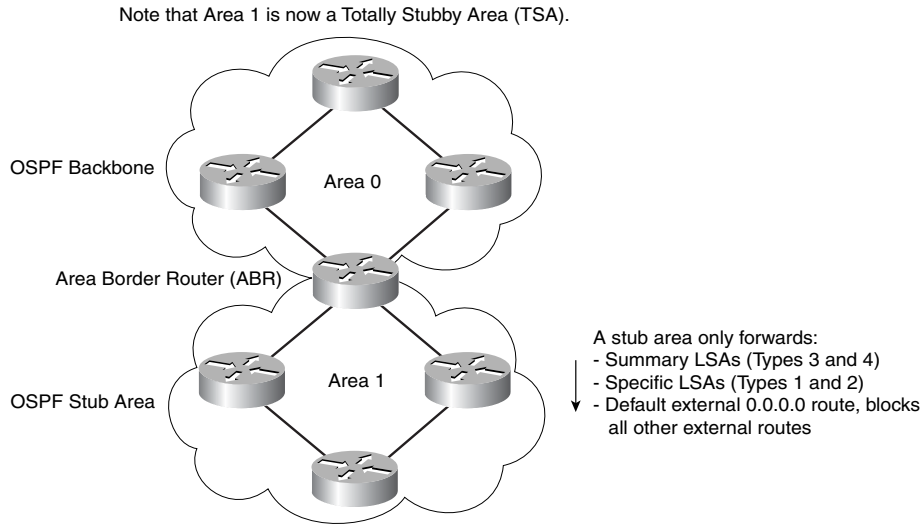 Note that Area 1 is now a Totally Stubby Area (TSA).
OSPF Backbone
Area 0
Area Border Router (ABR)
OSPF Stub Area
Area 1
A stub area only forwards:
- Summary LSAs (Types 3 and 4)
- Specific LSAs (Types 1 and 2)
- Default external 0.0.0.0 route, blocks
all other external routes